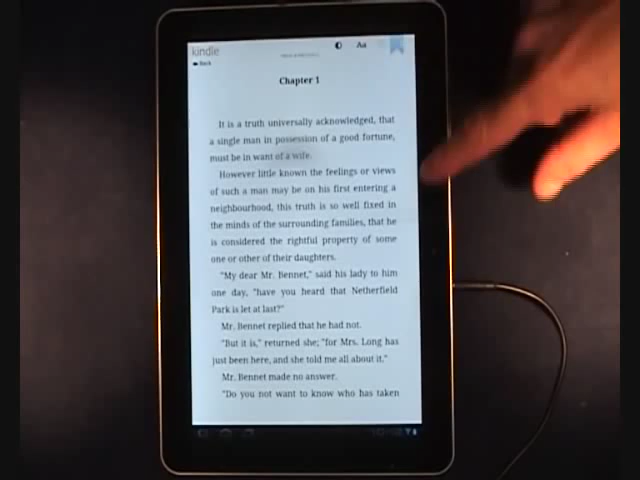 kindle
Aa
Back
Chapter 1
It is a truth universally acknowledged, that
a single man in possession of a good fortune,
must be in want of a wife.
However little known the feelings or views
of such a man may be on his first entering a
neighbourhood, this truth is so well fixed in
the minds of the surrounding families, that he
is considered the rightful property of some
one or other of their daughters.
"My dear Mr. Bennet," said his lady to him
one day, "have you heard that Netherfield
Park is let at last?"
Mr. Bennet replied that he had not.
"But it is," returned she; "for Mrs. Long has
just been here, and she told me all about it."
Mr. Bennet made no answer.
"Do you not want to know who has taken